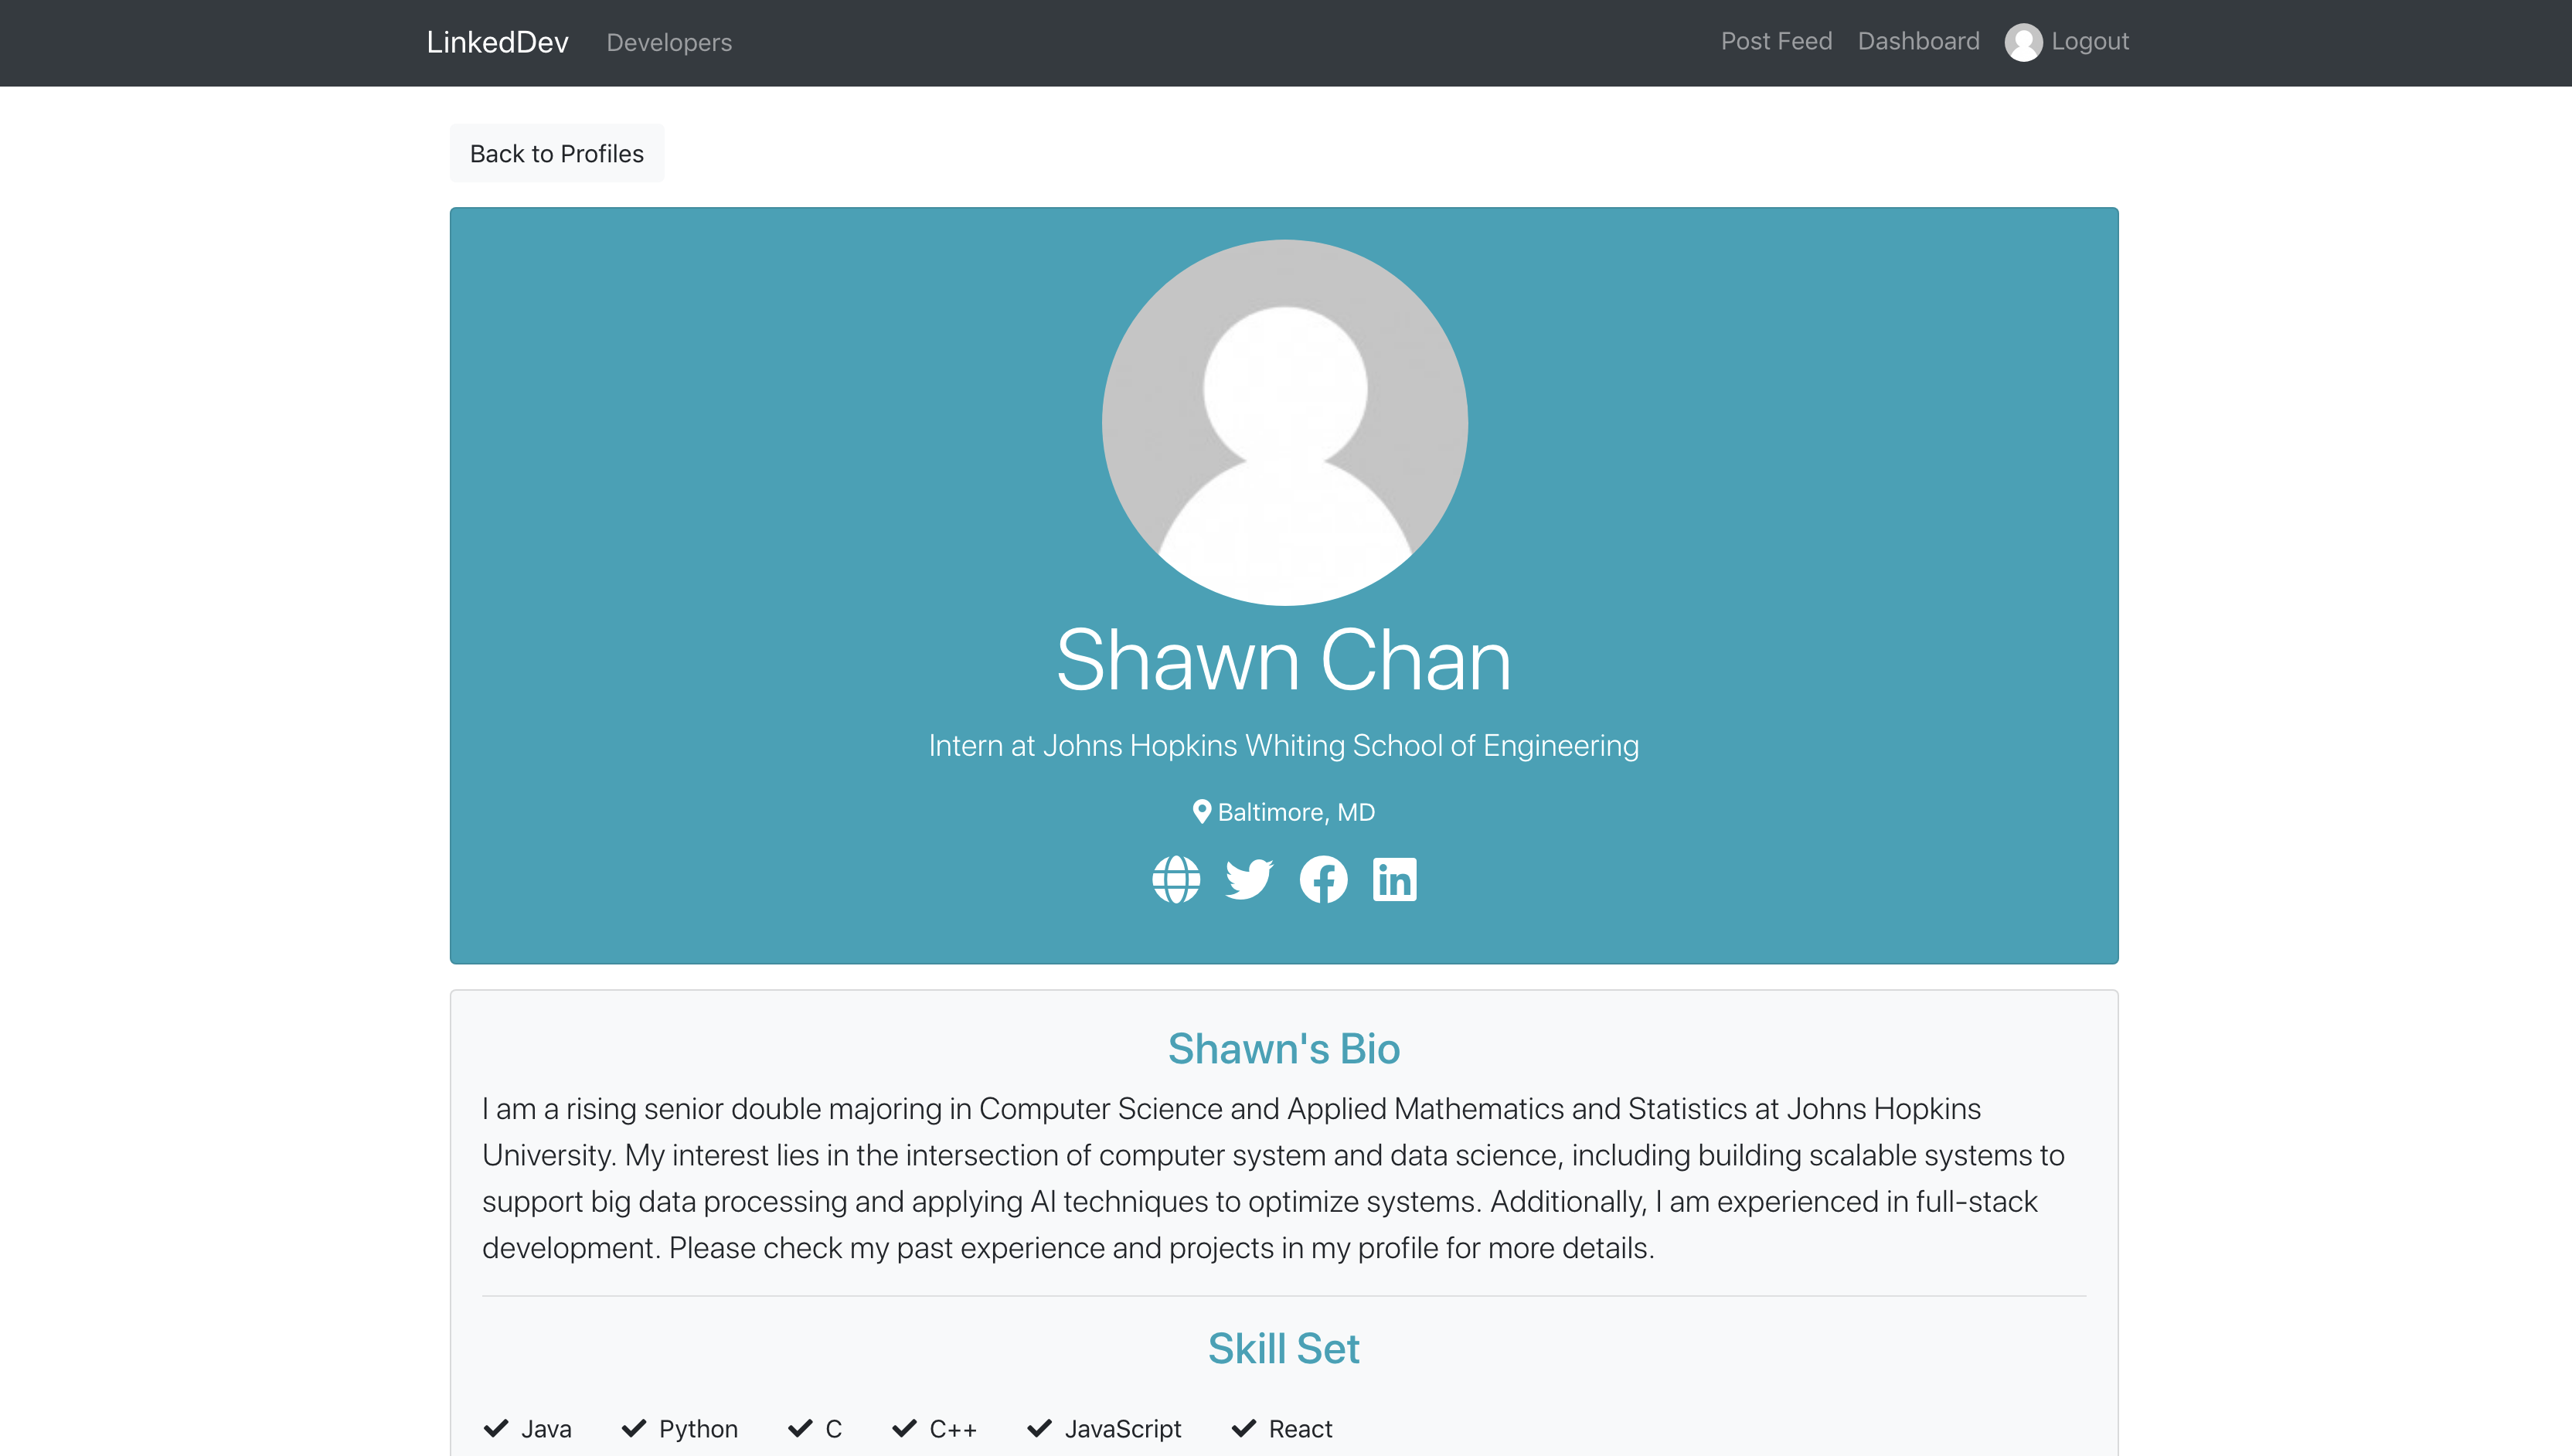 LinkedDev Developers Post Feed Dashboard Logout
Back to Profiles
Shawn Chan
Intern at Johns Hopkins Whiting School of Engineering
Baltimore, MD
Shawn's Bio
I am a rising senior double majoring in Computer Science and Applied Mathematics and Statistics at Johns Hopkins
University. My interest lies in the intersection of computer system and data science, including building scalable systems to
support big data processing and applying AI techniques to optimize systems. Additionally, I am experienced in full-stack
development. Please check my past experience and projects in my profile for more details.
Skill Set
Java Python C C++ JavaScript React